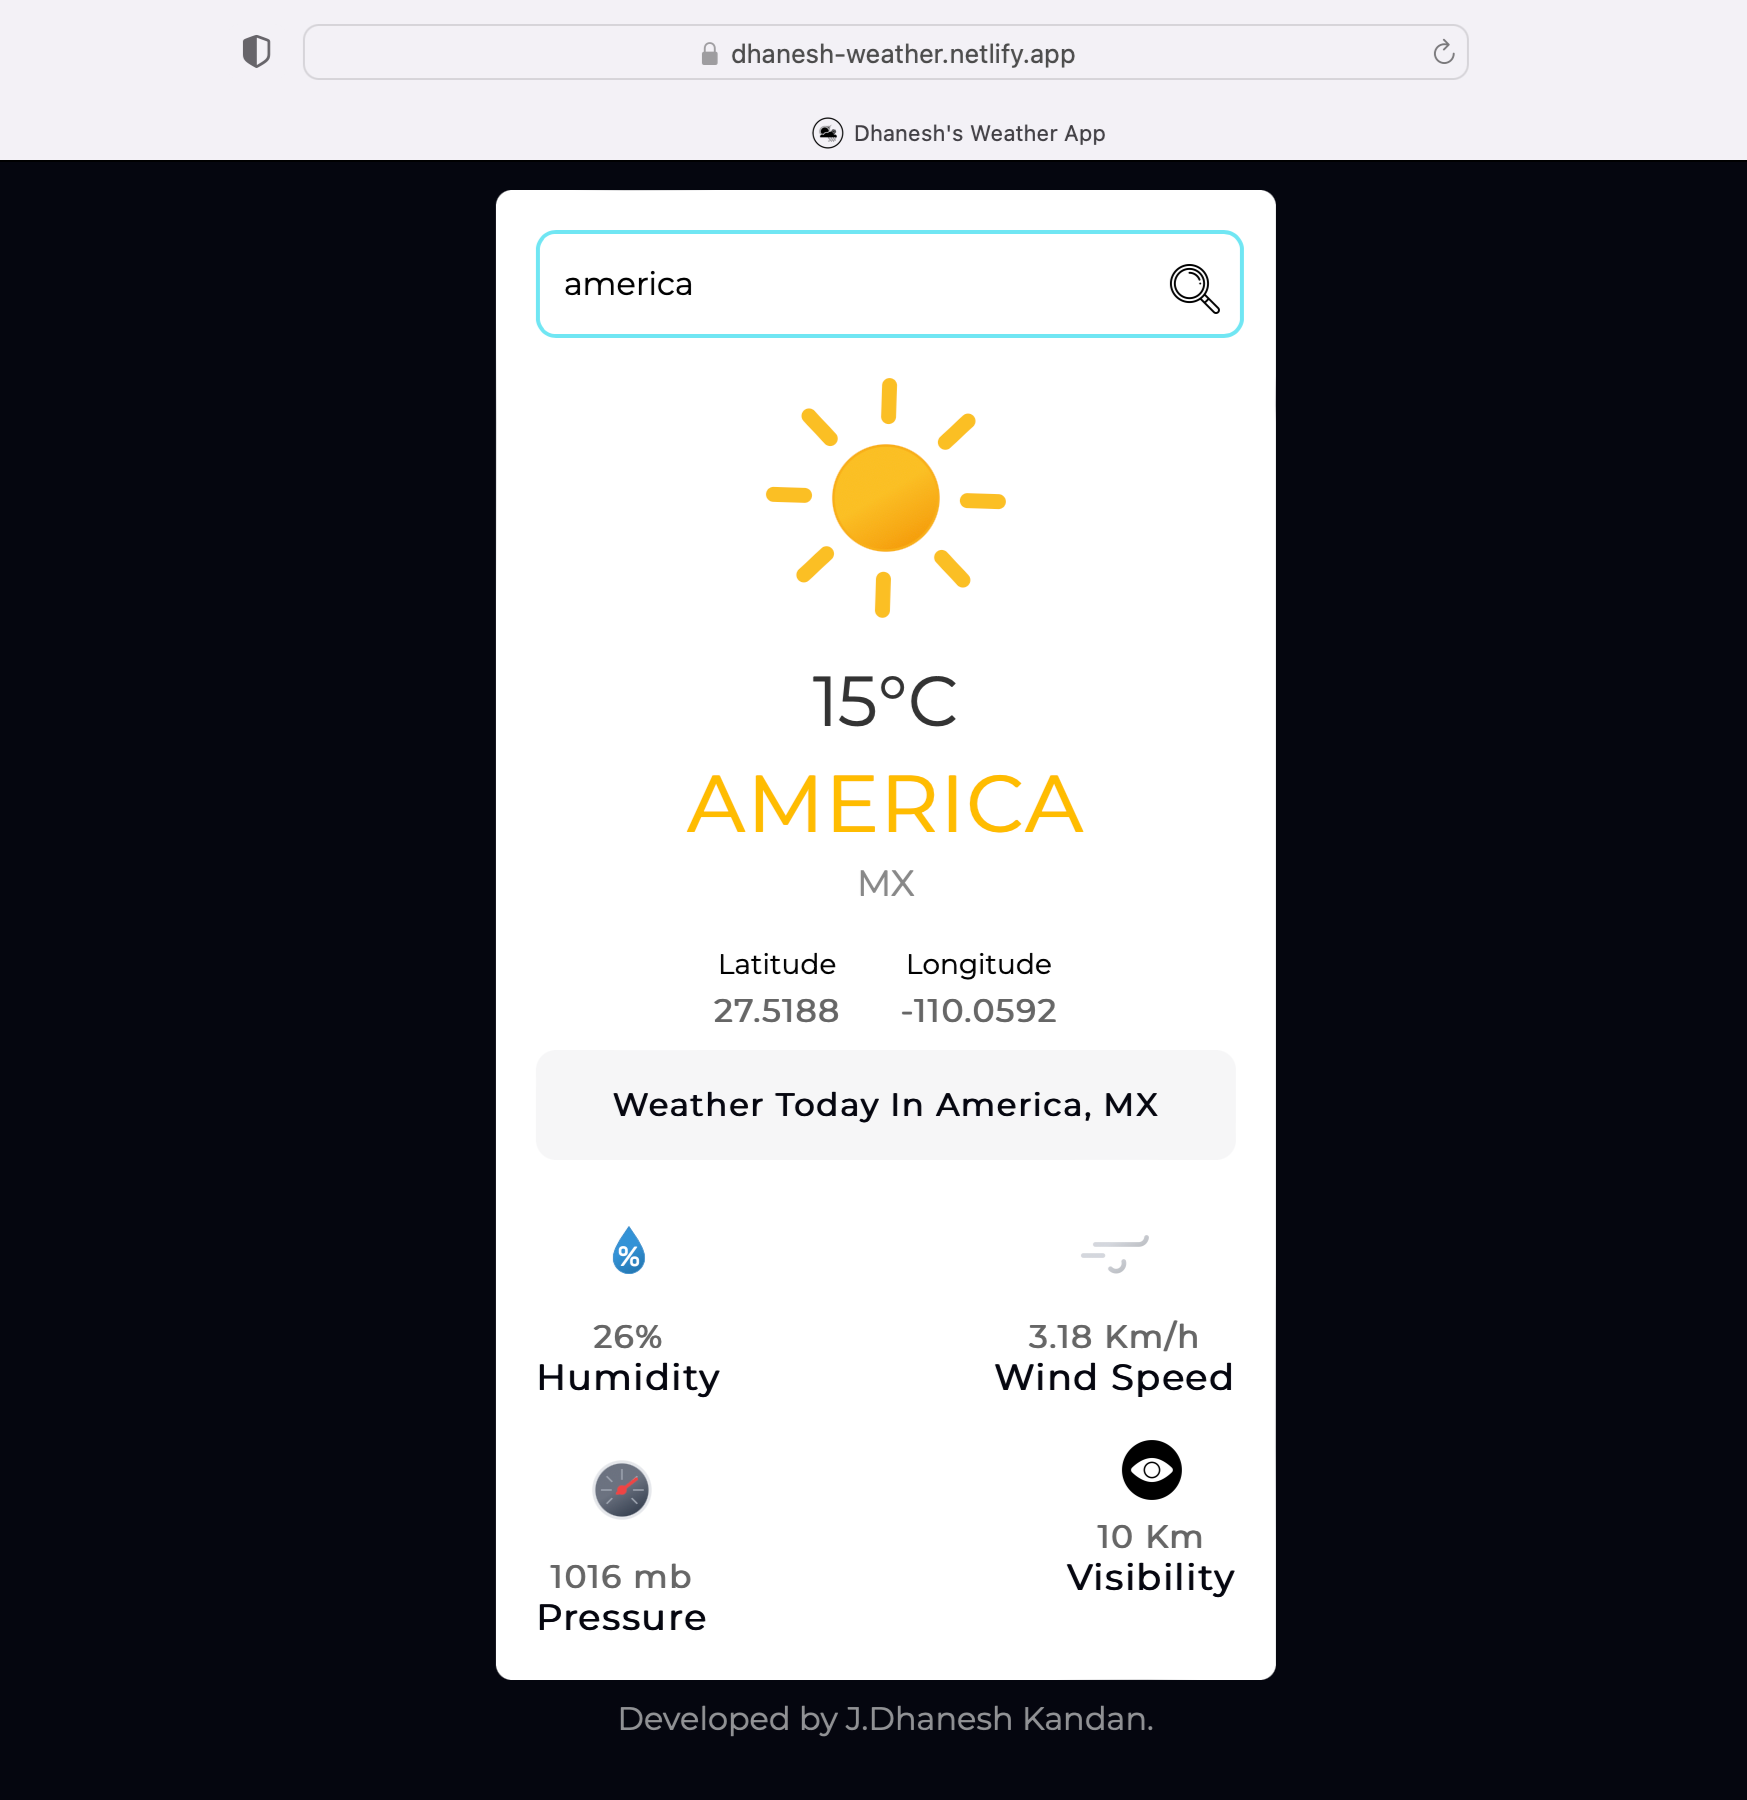 dhanesh-weather.netlify.app
Dhanesh's Weather App
america
15°C
AMERICA
MX
Latitude Longitude
27.5188 -110.0592
Weather Today In America, MX
%
26% 3.18 Km/h
Humidity Wind Speed
10 Km
Visibility
1016 mb
Pressure
Developed by J.Dhanesh Kandan.